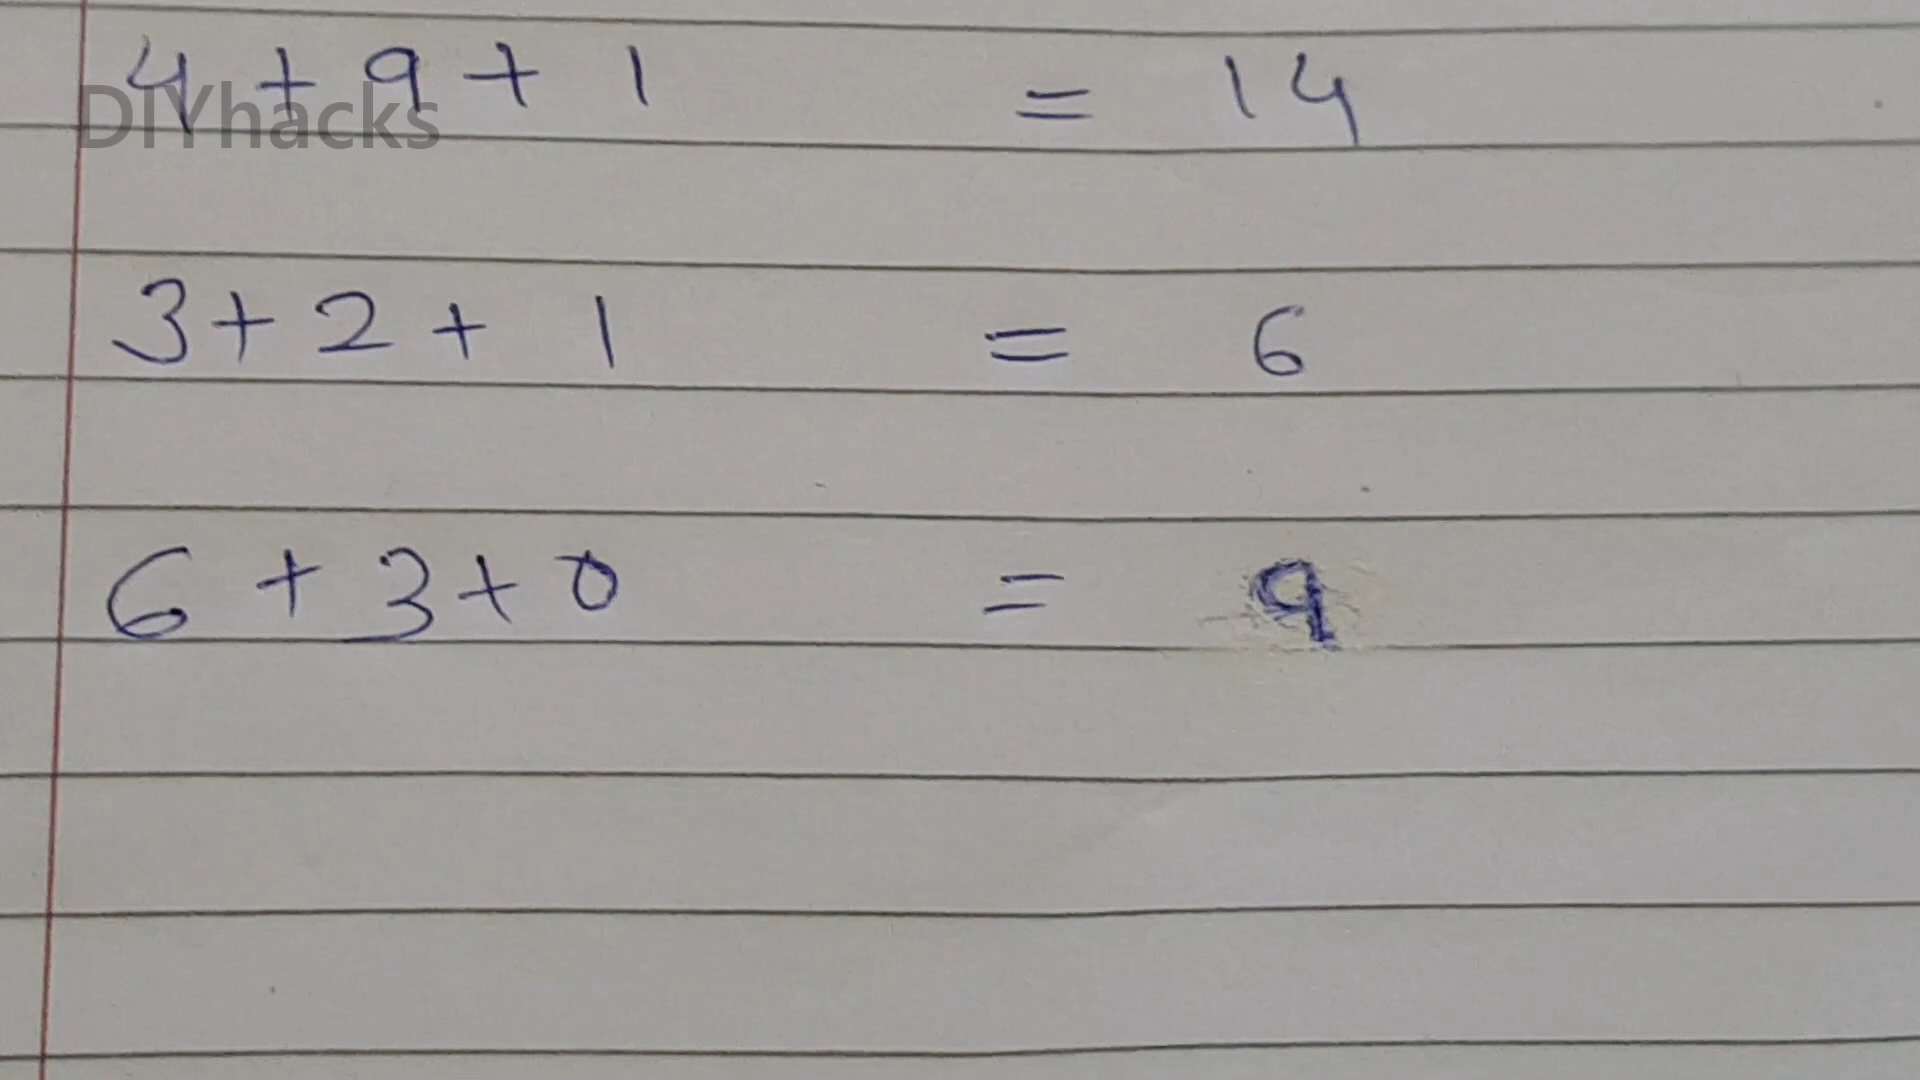 4 + 9 + 1 = 14
DIYhacks
3 + 2 + 1 = 6
6 + 3 + 0 = 9